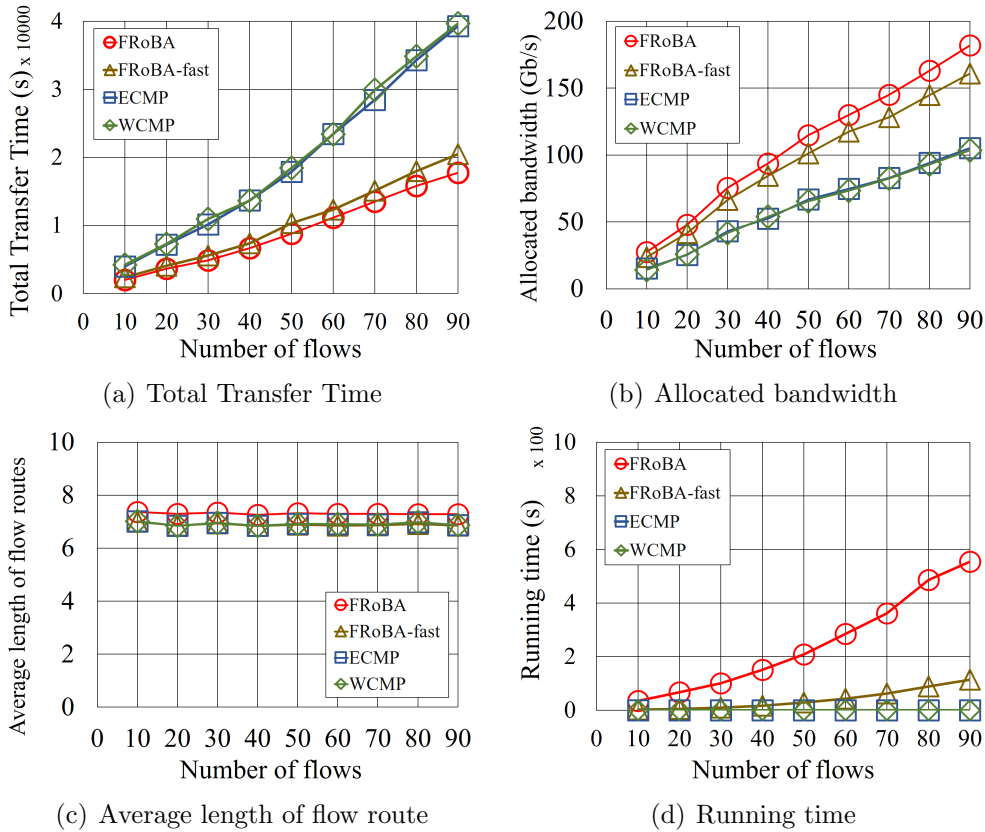 Total Transfer Time (s) x 100000
4
3
2
1
0
FRoBA
FRoBA-fast
ECMP
WCMP
0 10 20 30 40 50 60 70 80 90
Number of flows
(a) Total Transfer Time
Allocated bandwidth (Gb/s)
200
150
100
50
0
FRoBA
FRoBA-fast
ECMP
WCMP
0 10 20 30 40 50 60 70 80 90
Number of flows
(b) Allocated bandwidth
Average length of flow routes
10
8
6
4
2
0
FRoBA
FRoBA-fast
ECMP
WCMP
0 10 20 30 40 50 60 70 80 90
Number of flows
(c) Average length of flow route
Running time (s)
x 100
10
8
6
4
2
0
FRoBA
FRoBA-fast
ECMP
WCMP
0 10 20 30 40 50 60 70 80 90
Number of flows
(d) Running time